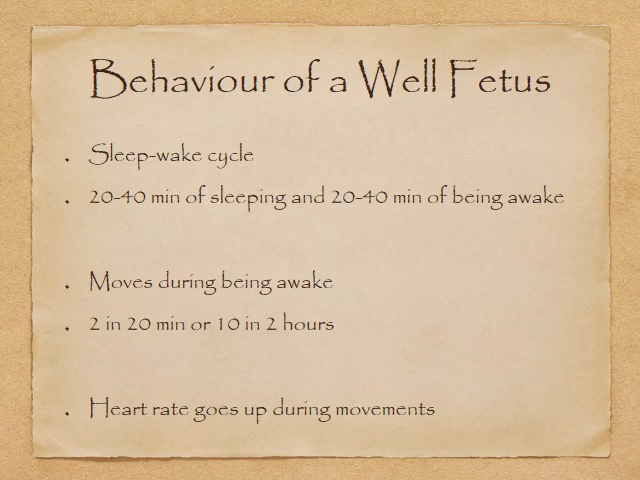 Behaviour of a Well Fetus
• Sleep-wake cycle
• 20-40 min of sleeping and 20-40 min of being awake
• Moves during being awake
• 2 in 20 min or 10 in 2 hours
• Heart rate goes up during movements